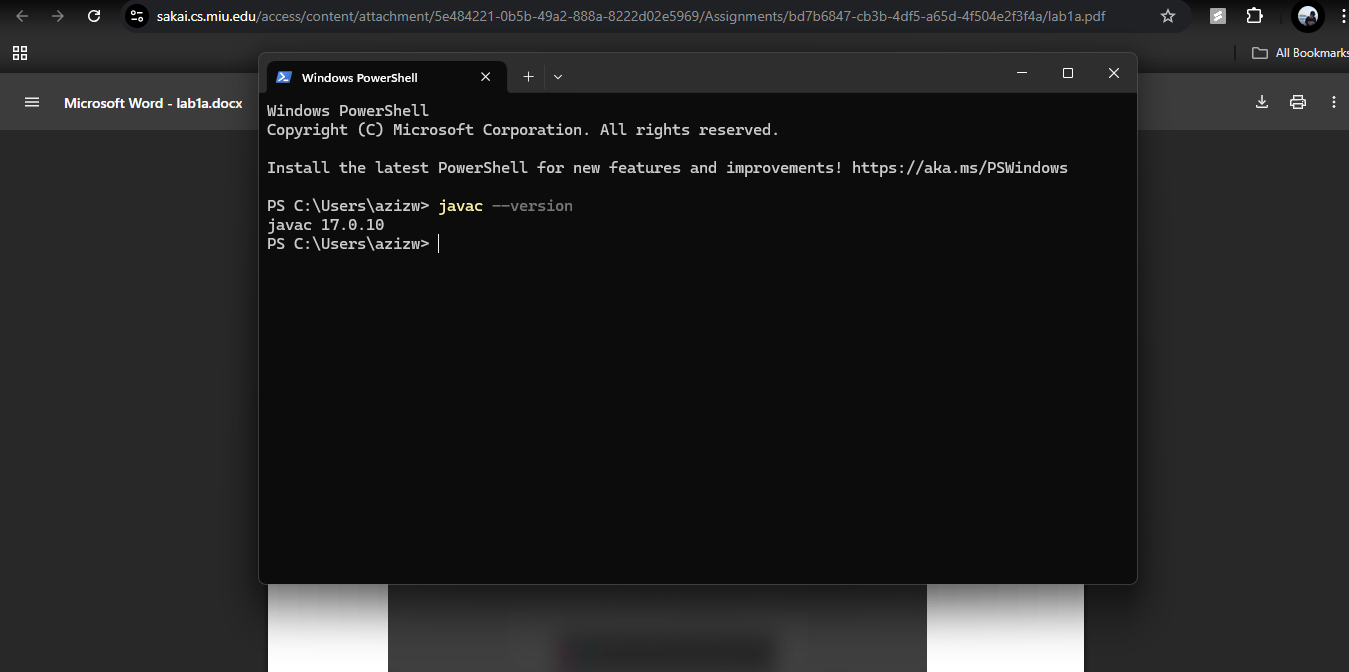 sakai.cs.miu.edu/access/content/attachment/5e484221-0b5b-49a2-888a-8222d02e5969/Assignments/bd7b6847-cb3b-4df5-a65d-4f504e2f3f4a/lab1a.pdf
All Bookmarks
Microsoft Word - lab1a.docx
Windows PowerShell
Windows PowerShell
Copyright (C) Microsoft Corporation. All rights reserved.
Install the latest PowerShell for new features and improvements! https://aka.ms/PSWindows
PS C:\Users\azizw> javac --version
javac 17.0.10
PS C:\Users\azizw>